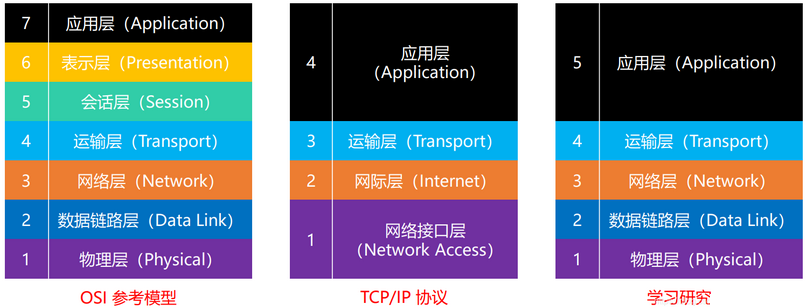 7 应用层（Application）
6 表示层（Presentation）
5 会话层（Session）
4 运输层（Transport）
3 网络层（Network）
2 数据链路层（Data Link）
1 物理层（Physical）
OSI 参考模型
4 应用层
（Application）
3 运输层（Transport）
2 网际层（Internet）
1 网络接口层
（Network Access）
TCP/IP 协议
5 应用层（Application）
4 运输层（Transport）
3 网络层（Network）
2 数据链路层（Data Link）
1 物理层（Physical）
学习研究